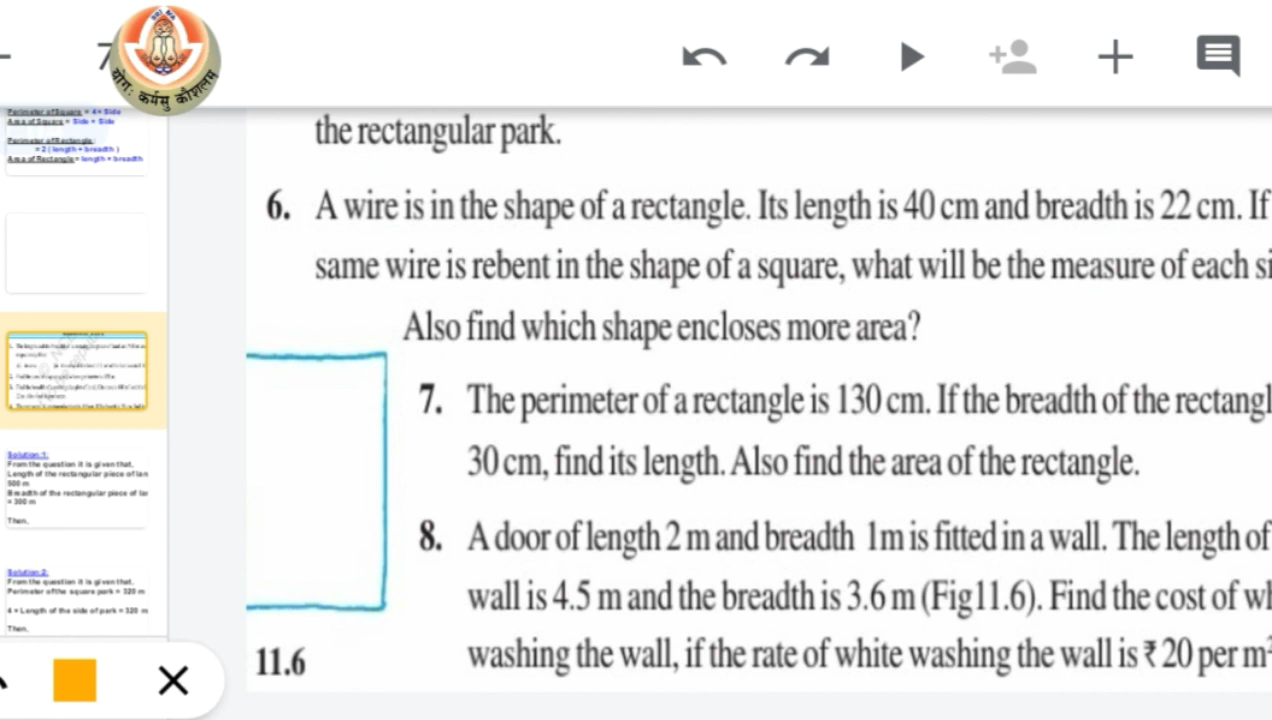 7
योगः कर्मसु कौशलम्
Perimeter of Square = 4 × Side
Area of Square = Side × Side
Perimeter of Rectangle:
= 2 ( length + breadth )
Area of Rectangle = length × breadth
Solution 1:
From the question it is given that,
Length of the rectangular piece of lan
500 m
Breadth of the rectangular piece of lan
= 300 m
Then,
Solution 2:
From the question it is given that,
Perimeter of the square park = 320 m
4 × Length of the side of park = 320 m
Then,
the rectangular park.
6. A wire is in the shape of a rectangle. Its length is 40 cm and breadth is 22 cm. If
same wire is rebent in the shape of a square, what will be the measure of each si
Also find which shape encloses more area?
7. The perimeter of a rectangle is 130 cm. If the breadth of the rectangl
30 cm, find its length. Also find the area of the rectangle.
8. A door of length 2 m and breadth 1m is fitted in a wall. The length of
wall is 4.5 m and the breadth is 3.6 m (Fig11.6). Find the cost of wh
washing the wall, if the rate of white washing the wall is ₹ 20 per m²
11.6